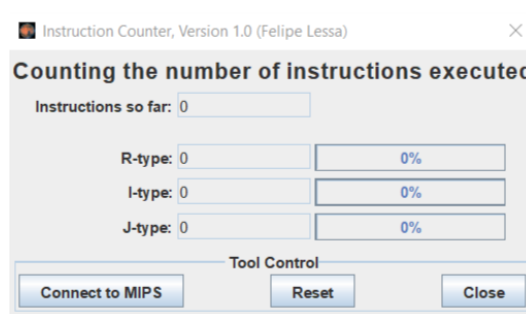 Instruction Counter, Version 1.0 (Felipe Lessa)
Counting the number of instructions executed
Instructions so far: 0
R-type: 0 0%
I-type: 0 0%
J-type: 0 0%
Tool Control
Connect to MIPS Reset Close